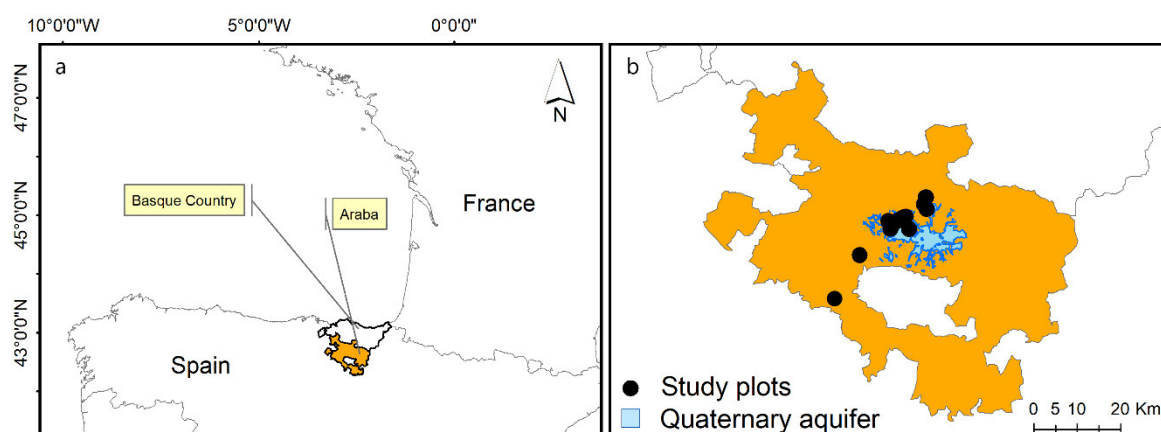 10°0'0"W 5°0'0"W 0°0'0"
a
N
47°0'0"N
45°0'0"N
43°0'0"N
Basque Country
Araba
France
Spain
b
Study plots
Quaternary aquifer
0 5 10 20 Km